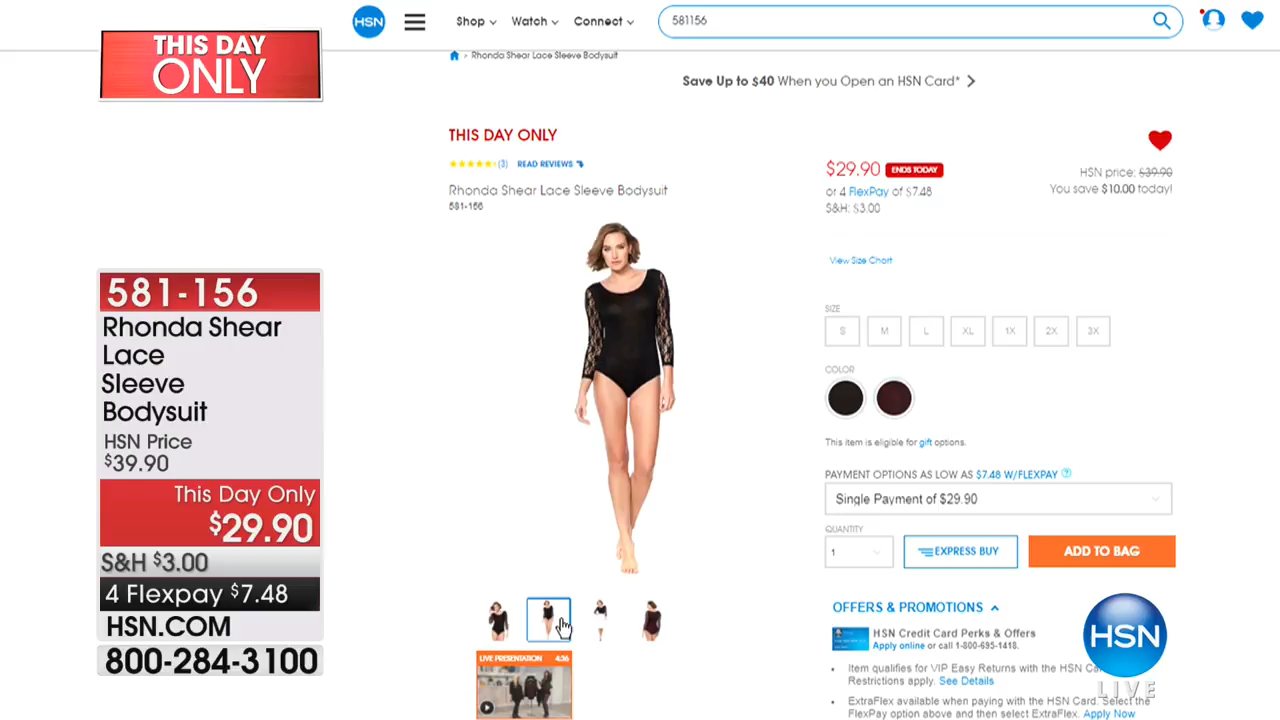 THIS DAY
ONLY
HSN
Shop
Watch
Connect
581156
Rhonda Shear Lace Sleeve Bodysuit
Save Up to $40 When you Open an HSN Card*
THIS DAY ONLY
(3) READ REVIEWS
Rhonda Shear Lace Sleeve Bodysuit
581-156
$29.90 ENDS TODAY
or 4 FlexPay of $7.48
S&H: $3.00
HSN price: $39.90
You save $10.00 today!
View Size Chart
SIZE
S M L XL 1X 2X 3X
COLOR
This item is eligible for gift options.
PAYMENT OPTIONS AS LOW AS $7.48 W/FLEXPAY ?
Single Payment of $29.90
QUANTITY
1
EXPRESS BUY
ADD TO BAG
OFFERS & PROMOTIONS
HSN Credit Card Perks & Offers
Apply online or call 1-800-695-1418.
Item qualifies for VIP Easy Returns with the HSN
Restrictions apply. See Details
ExtraFlex available when paying with the HSN Card. Select the
FlexPay option above and then select ExtraFlex. Apply Now
LIVE PRESENTATION 4:36
581-156
Rhonda Shear
Lace
Sleeve
Bodysuit
HSN Price
$39.90
This Day Only
$29.90
S&H $3.00
4 Flexpay $7.48
HSN.COM
800-284-3100
HSN
LIVE